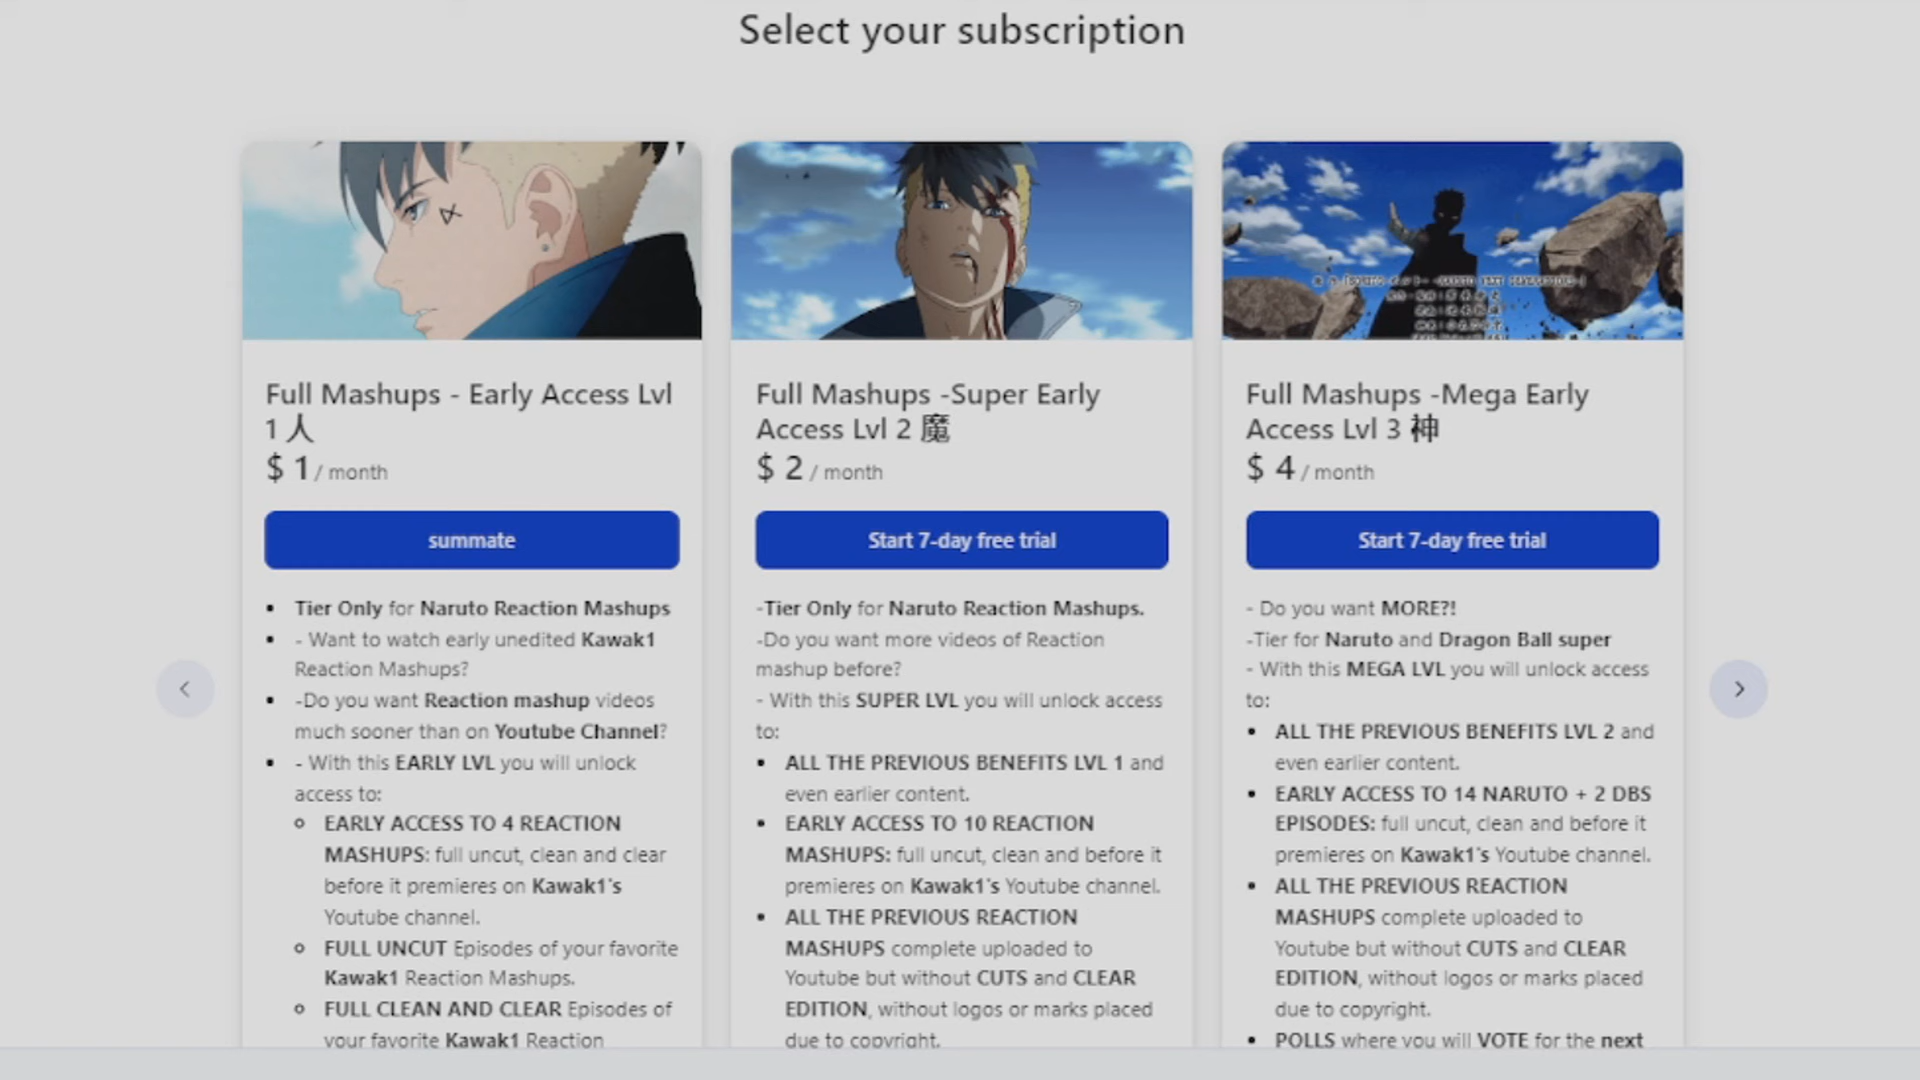 Select your subscription
Full Mashups - Early Access Lvl
1 人
$ 1 / month
summate
• Tier Only for Naruto Reaction Mashups
• - Want to watch early unedited Kawak1
Reaction Mashups?
• -Do you want Reaction mashup videos
much sooner than on Youtube Channel?
• - With this EARLY LVL you will unlock
access to:
EARLY ACCESS TO 4 REACTION
MASHUPS: full uncut, clean and clear
before it premieres on Kawak1's
Youtube channel.
FULL UNCUT Episodes of your favorite
Kawak1 Reaction Mashups.
FULL CLEAN AND CLEAR Episodes of
your favorite Kawak1 Reaction
Full Mashups -Super Early
Access Lvl 2 魔
$ 2 / month
Start 7-day free trial
-Tier Only for Naruto Reaction Mashups.
-Do you want more videos of Reaction
mashup before?
- With this SUPER LVL you will unlock access
to:
• ALL THE PREVIOUS BENEFITS LVL 1 and
even earlier content.
• EARLY ACCESS TO 10 REACTION
MASHUPS: full uncut, clean and before it
premieres on Kawak1's Youtube channel.
• ALL THE PREVIOUS REACTION
MASHUPS complete uploaded to
Youtube but without CUTS and CLEAR
EDITION, without logos or marks placed
due to copyright.
Full Mashups -Mega Early
Access Lvl 3 神
$ 4 / month
Start 7-day free trial
- Do you want MORE?!
-Tier for Naruto and Dragon Ball super
- With this MEGA LVL you will unlock access
to:
• ALL THE PREVIOUS BENEFITS LVL 2 and
even earlier content.
• EARLY ACCESS TO 14 NARUTO + 2 DBS
EPISODES: full uncut, clean and before it
premieres on Kawak1's Youtube channel.
• ALL THE PREVIOUS REACTION
MASHUPS complete uploaded to
Youtube but without CUTS and CLEAR
EDITION, without logos or marks placed
due to copyright.
• POLLS where you will VOTE for the next